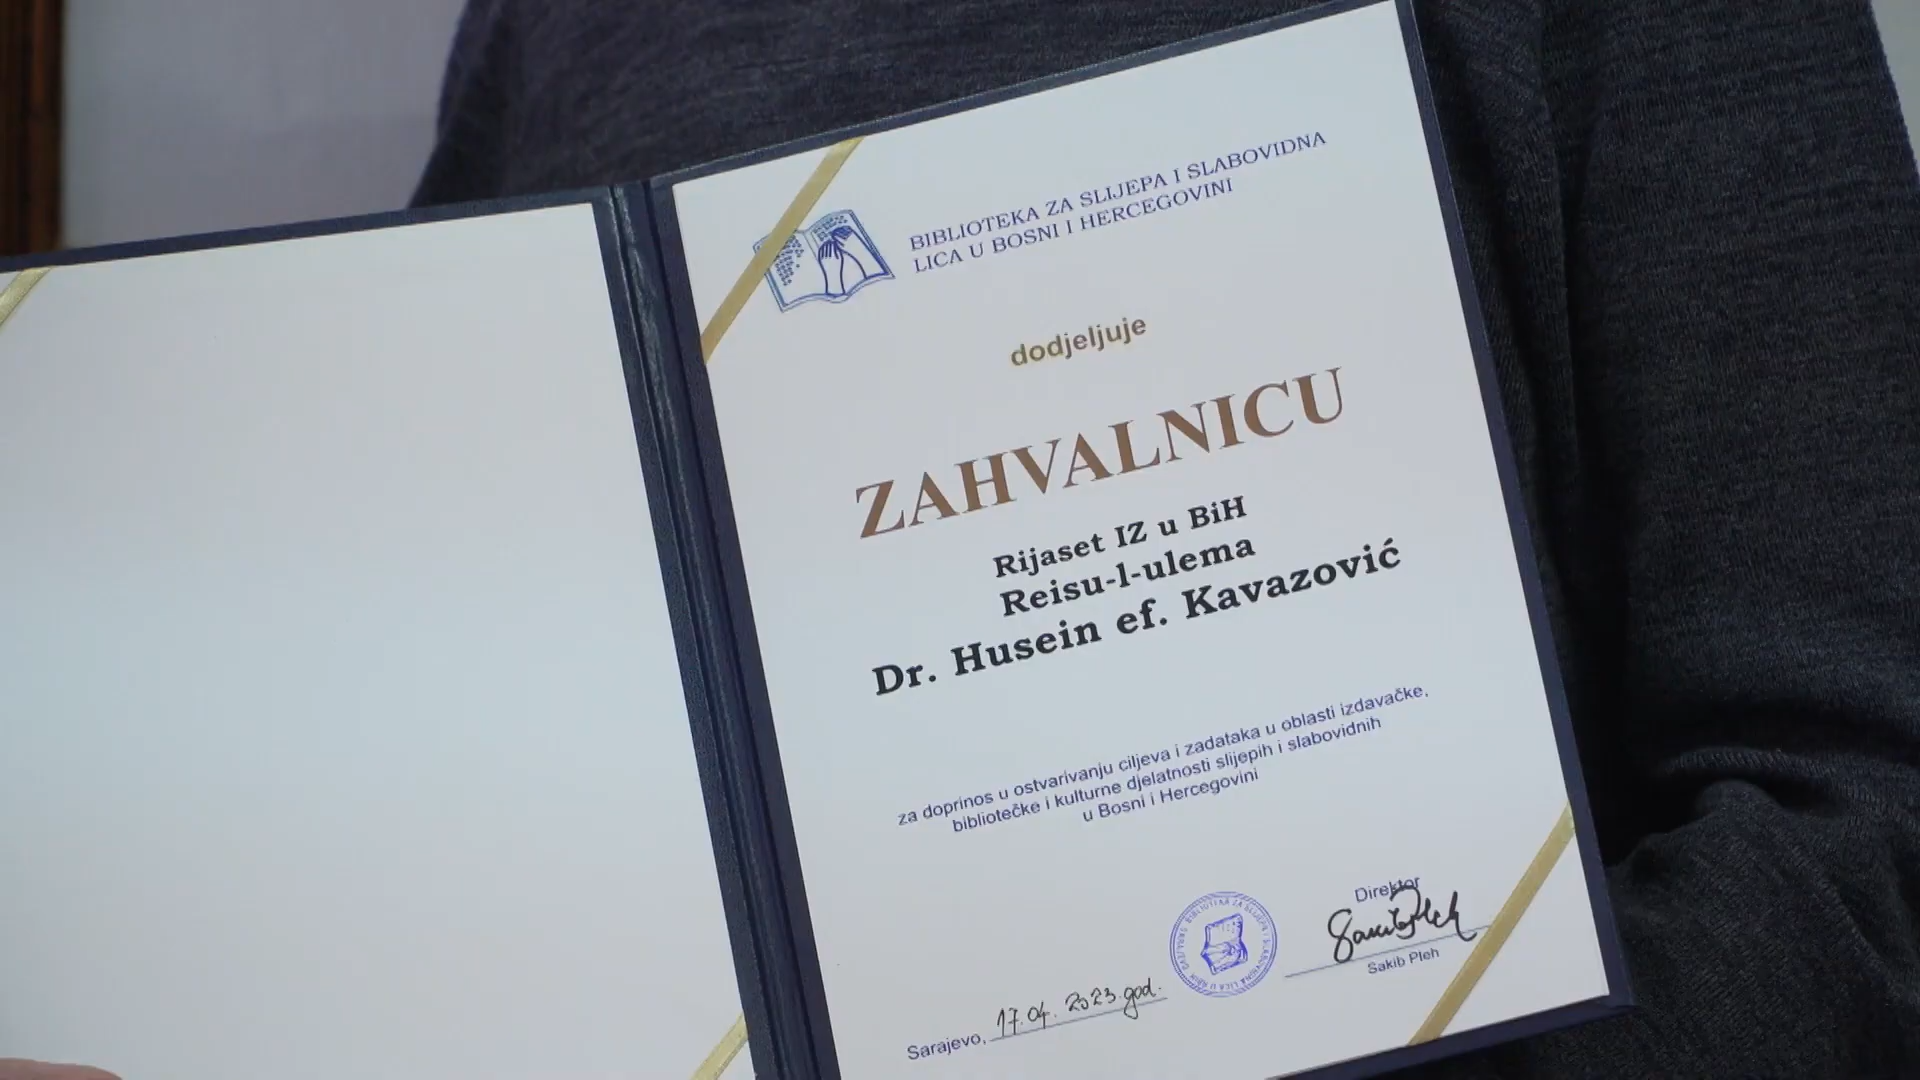 BIBLIOTEKA ZA SLIJEPA I SLABOVIDNA
LICA U BOSNI I HERCEGOVINI
dodjeljuje
ZAHVALNICU
Rijaset IZ u BiH
Reisu-l-ulema
Dr. Husein ef. Kavazović
za doprinos u ostvarivanju ciljeva i zadataka u oblasti izdavačke,
bibliotečke i kulturne djelatnosti slijepih i slabovidnih
u Bosni i Hercegovini
Direktor
Sakib Pleh
Sakib Pleh
Sarajevo, 17.04.2023.god.